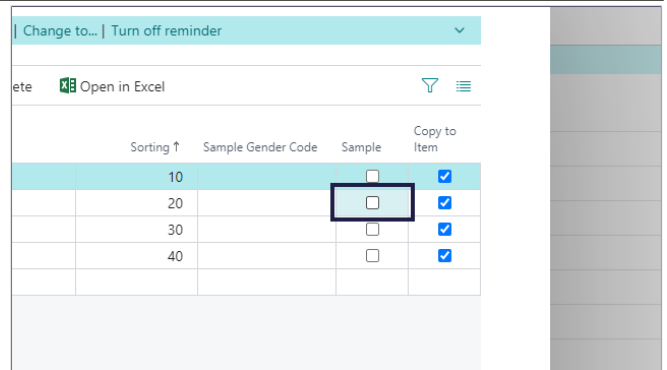 | Change to... | Turn off reminder
ete Open in Excel
Sorting ↑ Sample Gender Code Sample Copy to Item
10
20
30
40